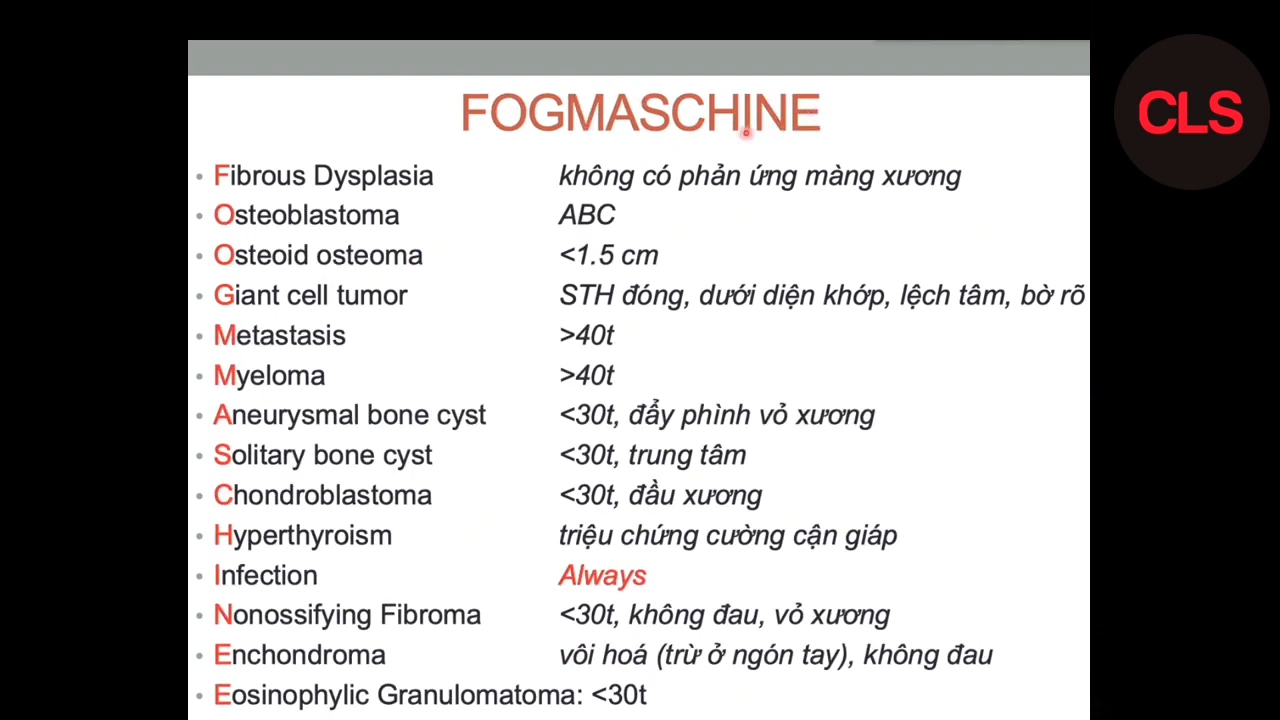 FOGMASCHINE
CLS
• Fibrous Dysplasia không có phản ứng màng xương
• Osteoblastoma ABC
• Osteoid osteoma <1.5 cm
• Giant cell tumor STH đóng, dưới diện khớp, lệch tâm, bờ rõ
• Metastasis >40t
• Myeloma >40t
• Aneurysmal bone cyst <30t, đẩy phình vỏ xương
• Solitary bone cyst <30t, trung tâm
• Chondroblastoma <30t, đầu xương
• Hyperthyroism triệu chứng cường cận giáp
• Infection Always
• Nonossifying Fibroma <30t, không đau, vỏ xương
• Enchondroma vôi hoá (trừ ở ngón tay), không đau
• Eosinophylic Granulomatoma: <30t